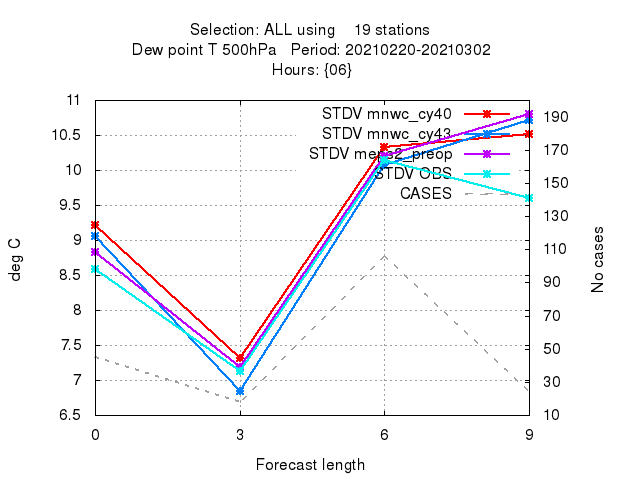 Selection: ALL using 19 stations
Dew point T 500hPa Period: 20210220-20210302
Hours: {06}
11
10.5
10
9.5
9
8.5
8
7.5
7
6.5
deg C
STDV mnwc_cy40
STDV mnwc_cy43
STDV meps2_preop
STDV OBS
CASES
190
170
150
130
110
90
70
50
30
10
No cases
0 3 6 9
Forecast length